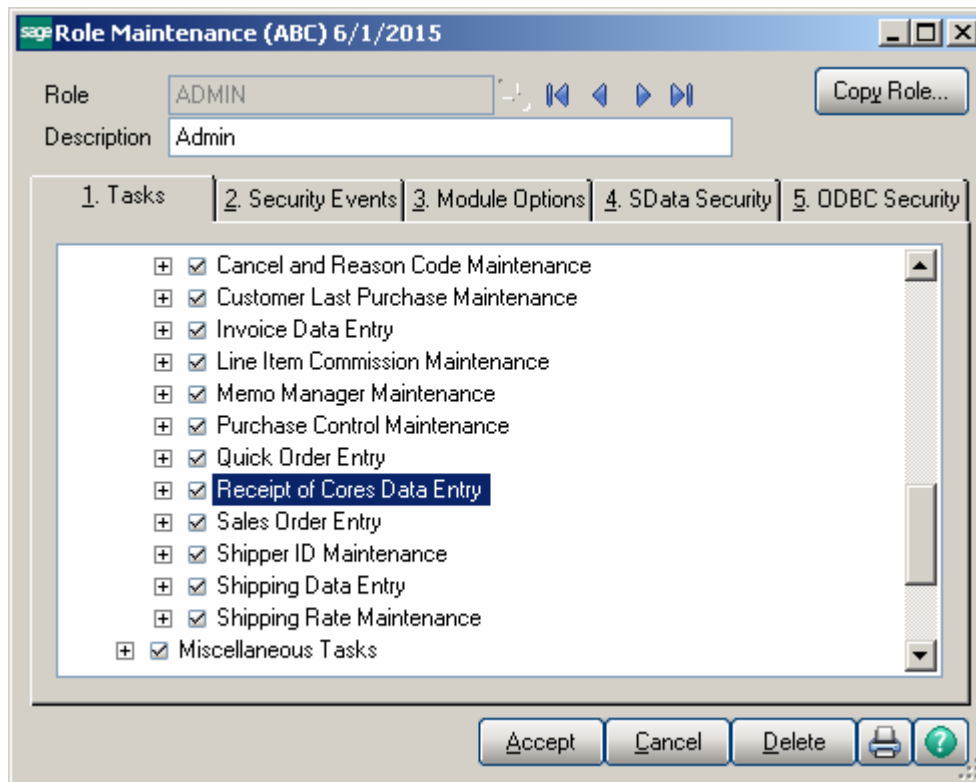 sage Role Maintenance (ABC) 6/1/2015
Role ADMIN Copy Role...
Description Admin
1. Tasks 2. Security Events 3. Module Options 4. SData Security 5. ODBC Security
Cancel and Reason Code Maintenance
Customer Last Purchase Maintenance
Invoice Data Entry
Line Item Commission Maintenance
Memo Manager Maintenance
Purchase Control Maintenance
Quick Order Entry
Receipt of Cores Data Entry
Sales Order Entry
Shipper ID Maintenance
Shipping Data Entry
Shipping Rate Maintenance
Miscellaneous Tasks
Accept Cancel Delete ?